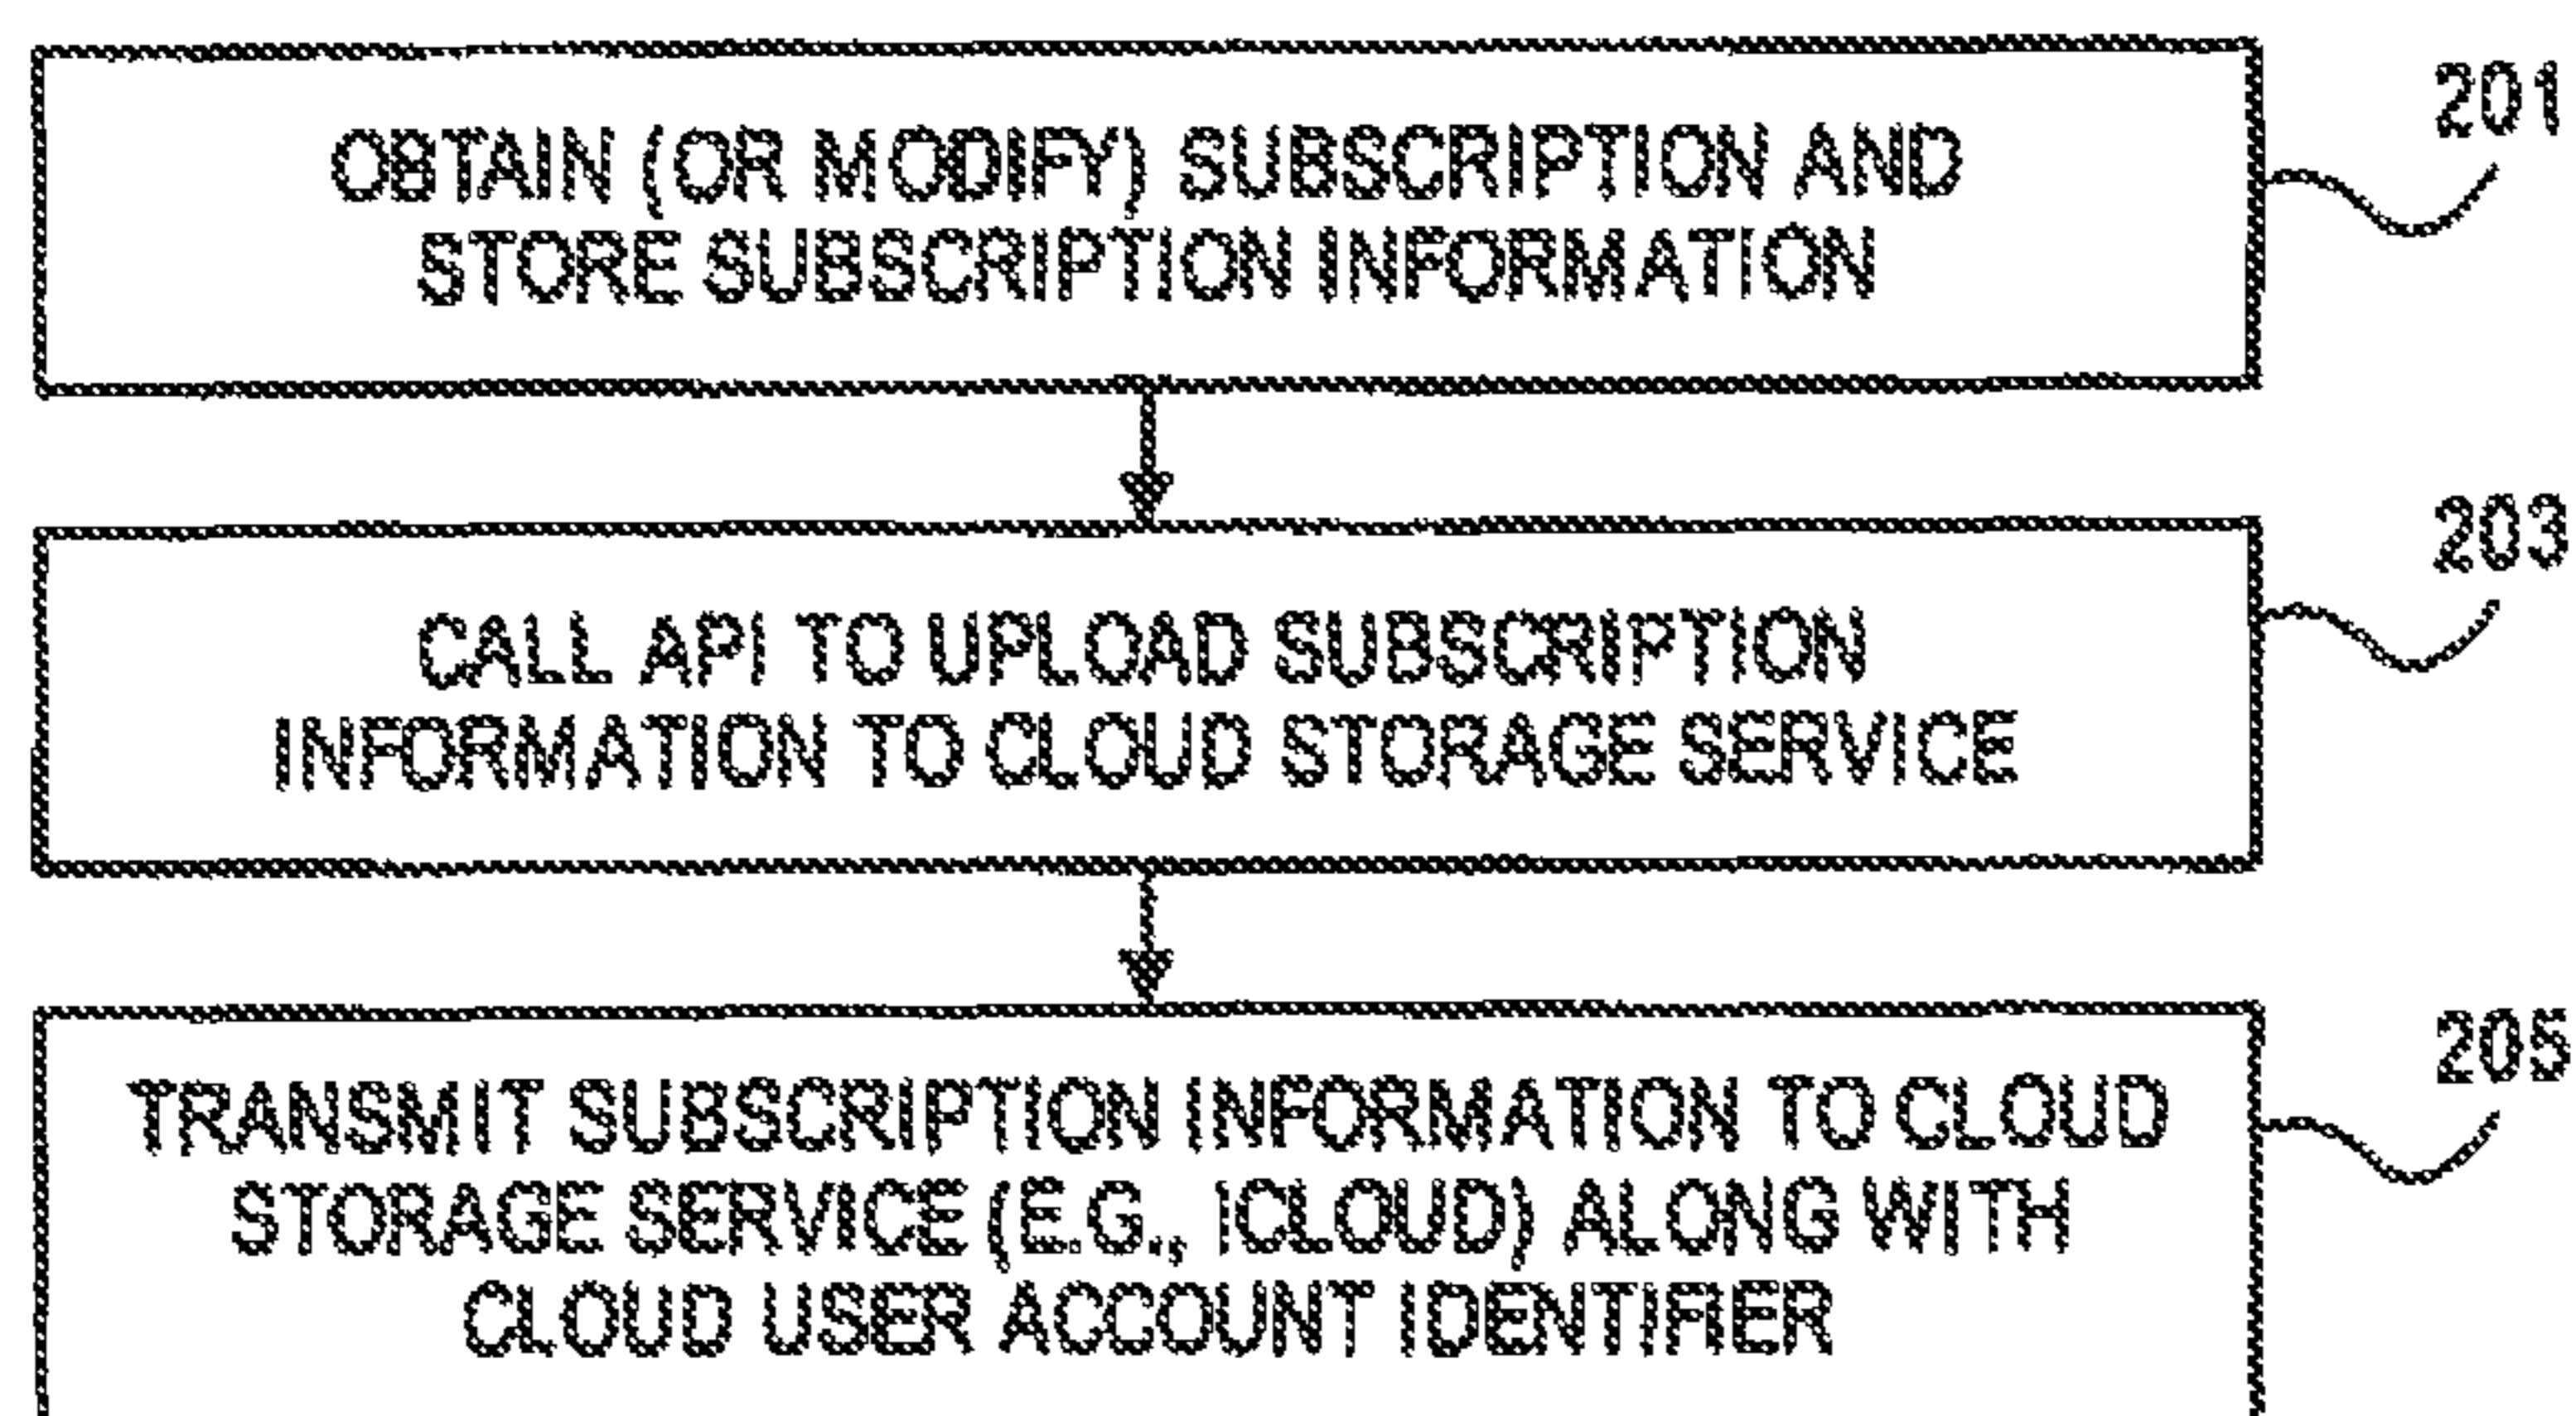 OBTAIN (OR MODIFY) SUBSCRIPTION AND
STORE SUBSCRIPTION INFORMATION
201
CALL API TO UPLOAD SUBSCRIPTION
INFORMATION TO CLOUD STORAGE SERVICE
203
TRANSMIT SUBSCRIPTION INFORMATION TO CLOUD
STORAGE SERVICE (E.G., ICLOUD) ALONG WITH
CLOUD USER ACCOUNT IDENTIFIER
205